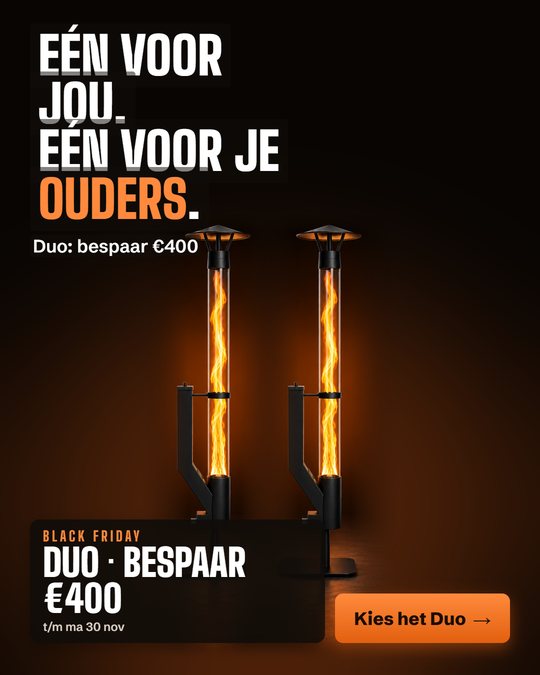 EÉN VOOR
JOU.
EÉN VOOR JE
OUDERS.
Duo: bespaar €400
BLACK FRIDAY
DUO · BESPAAR
€400
t/m ma 30 nov
Kies het Duo →